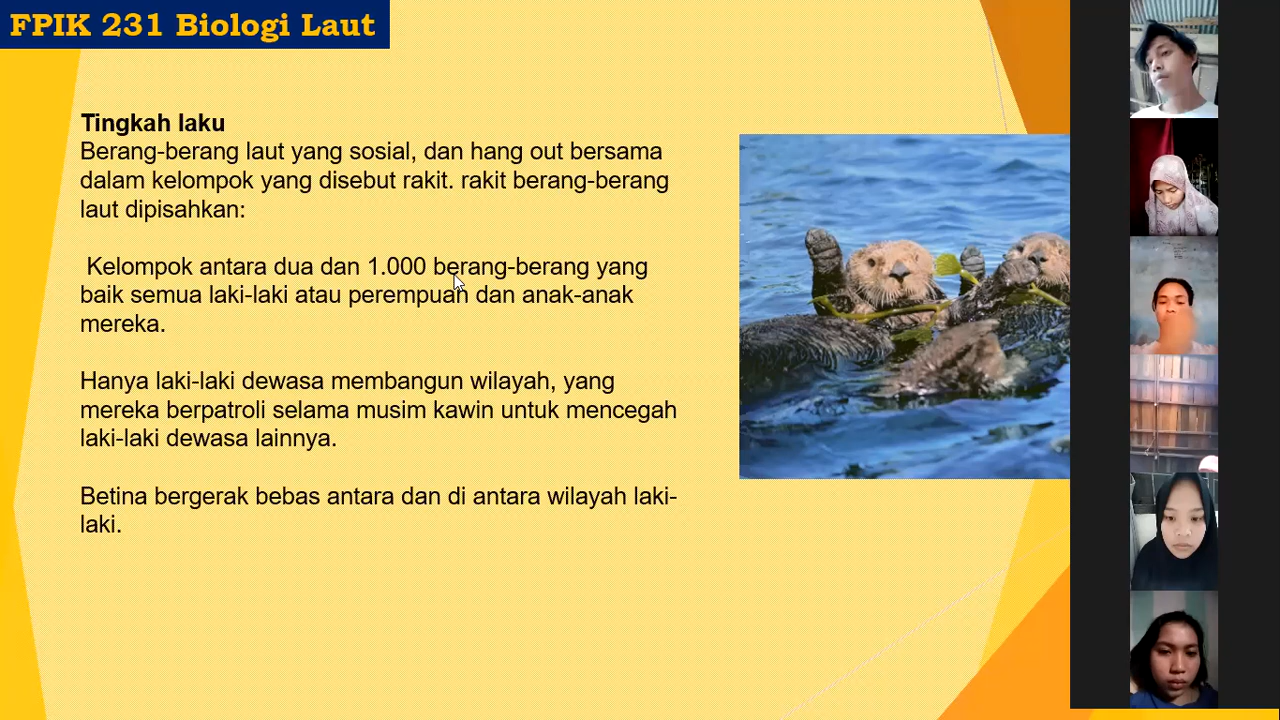 FPIK 231 Biologi Laut
Tingkah laku
Berang-berang laut yang sosial, dan hang out bersama
dalam kelompok yang disebut rakit. rakit berang-berang
laut dipisahkan:
Kelompok antara dua dan 1.000 berang-berang yang
baik semua laki-laki atau perempuan dan anak-anak
mereka.
Hanya laki-laki dewasa membangun wilayah, yang
mereka berpatroli selama musim kawin untuk mencegah
laki-laki dewasa lainnya.
Betina bergerak bebas antara dan di antara wilayah laki-
laki.